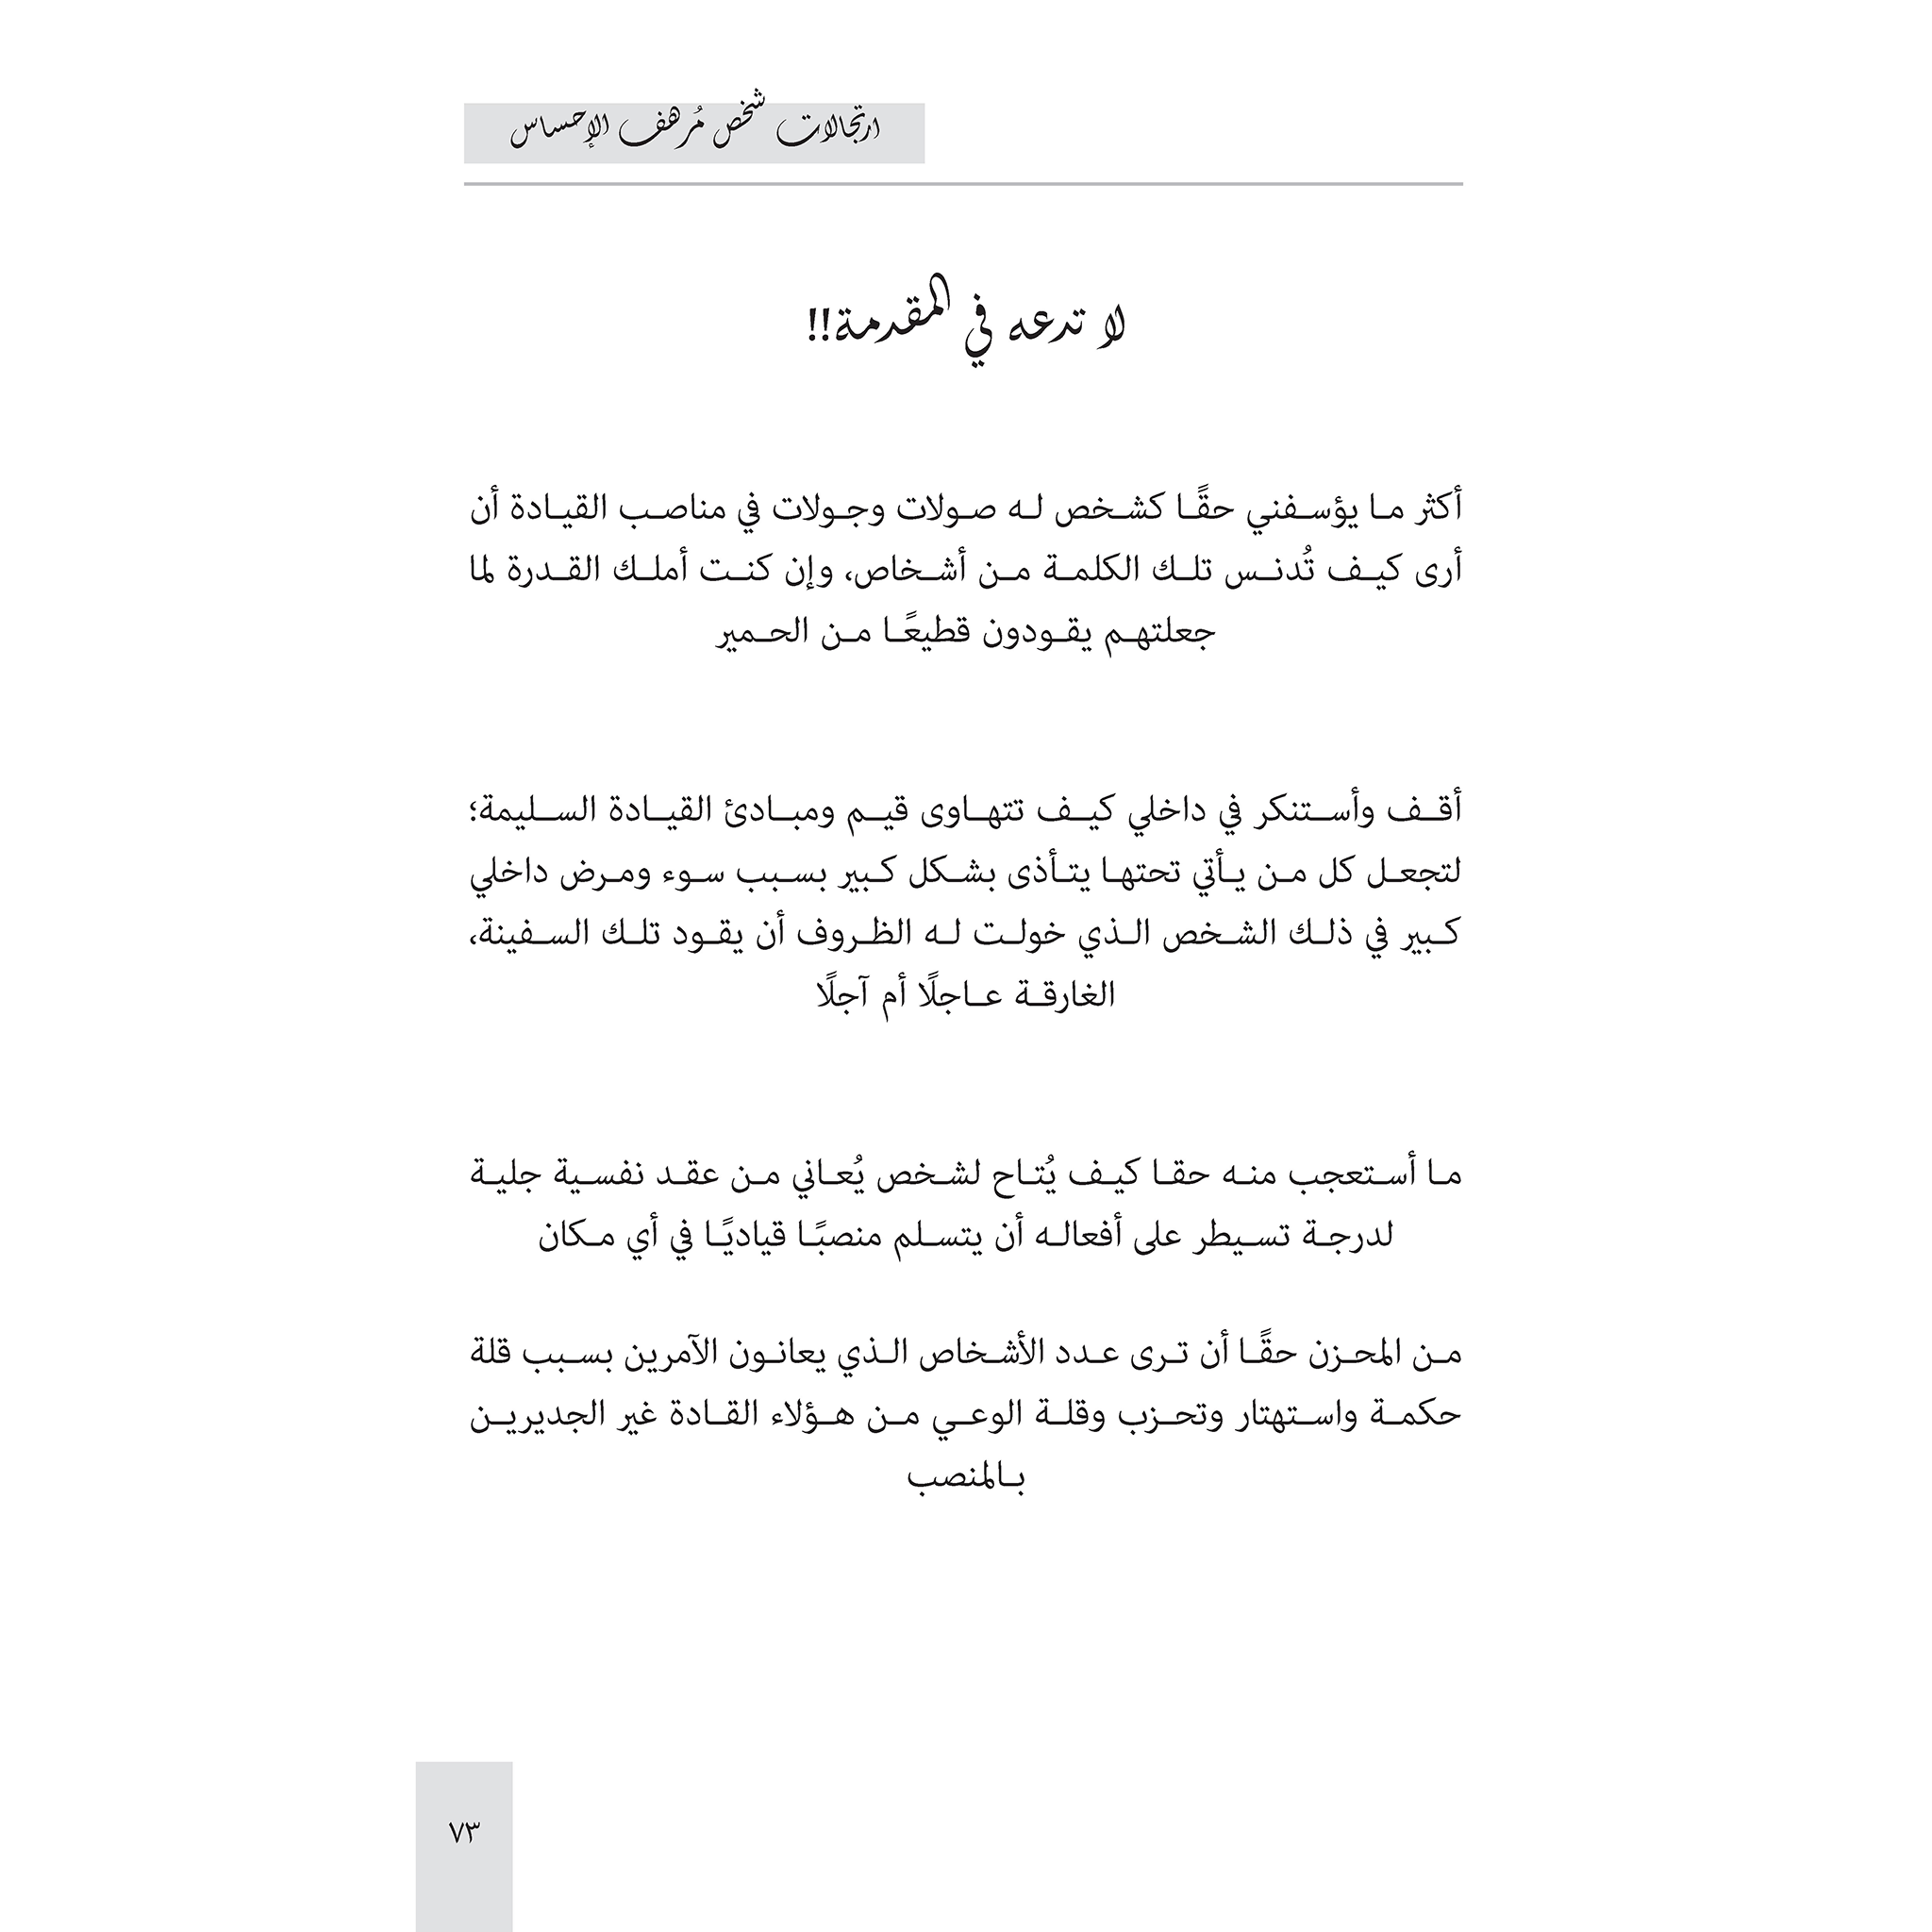 ارتجالات شخص مُرهف الإحساس
لا تدعه في المقدمة!!
أكثر ما يؤسفني حقًا كشخص له صولات وجولات في مناصب القيادة أن
أرى كيف تُدنس تلك الكلمة من أشخاص، وإن كنت أملك القدرة لما
جعلتهم يقودون قطيعًا من الحمير
أقف وأستنكر في داخلي كيف تتهاوى قيم ومبادئ القيادة السليمة؛
لتجعل كل من يأتي تحتها يتأذى بشكل كبير بسبب سوء ومرض داخلي
كبير في ذلك الشخص الذي خولت له الظروف أن يقود تلك السفينة،
الغارقة عاجلًا أم آجلًا
ما أستعجب منه حقا كيف يُتاح لشخص يُعاني من عقد نفسية جلية
لدرجة تسيطر على أفعاله أن يتسلم منصبًا قياديًا في أي مكان
من المحزن حقًا أن ترى عدد الأشخاص الذي يعانون الآمرين بسبب قلة
حكمة واستهتار وتحزب وقلة الوعي من هؤلاء القادة غير الجديرين
بالمنصب
٧٣